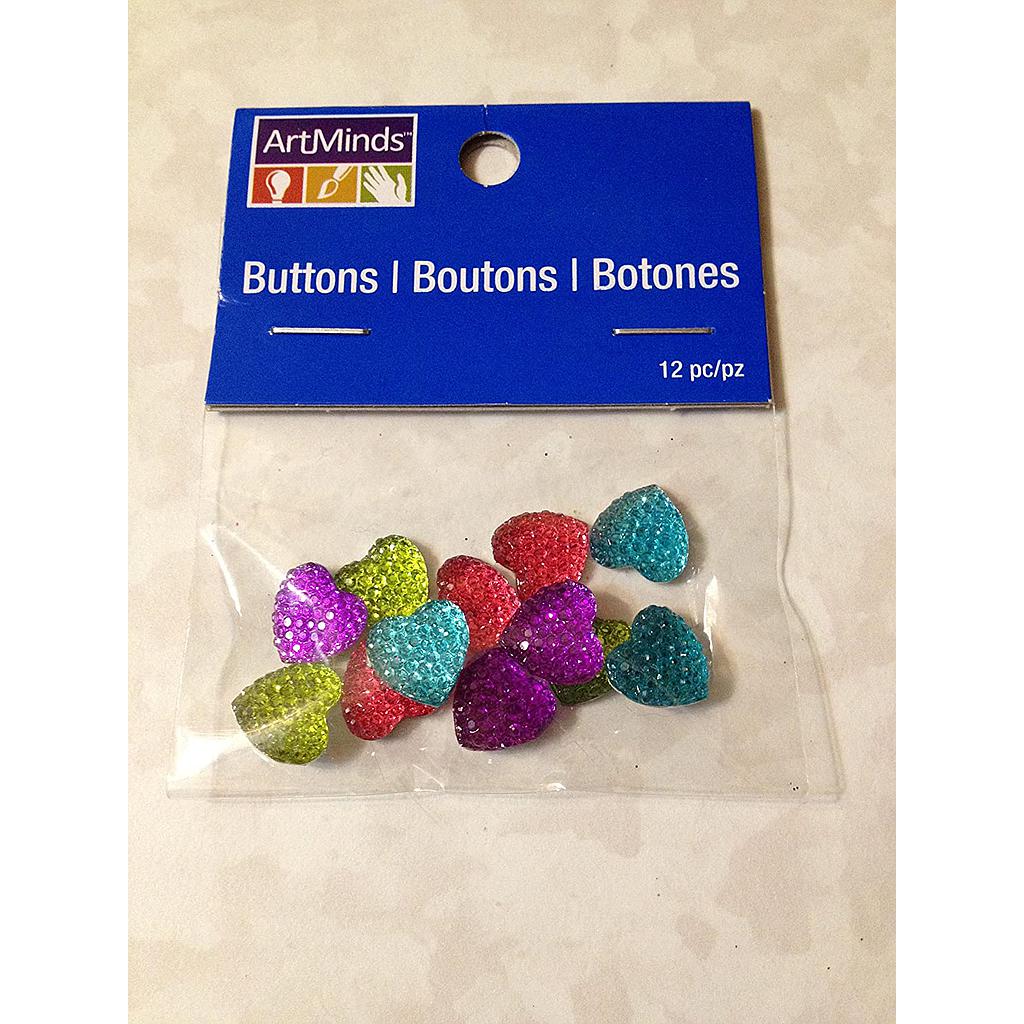 ArtMinds™
Buttons | Boutons | Botones
12 pc/pz